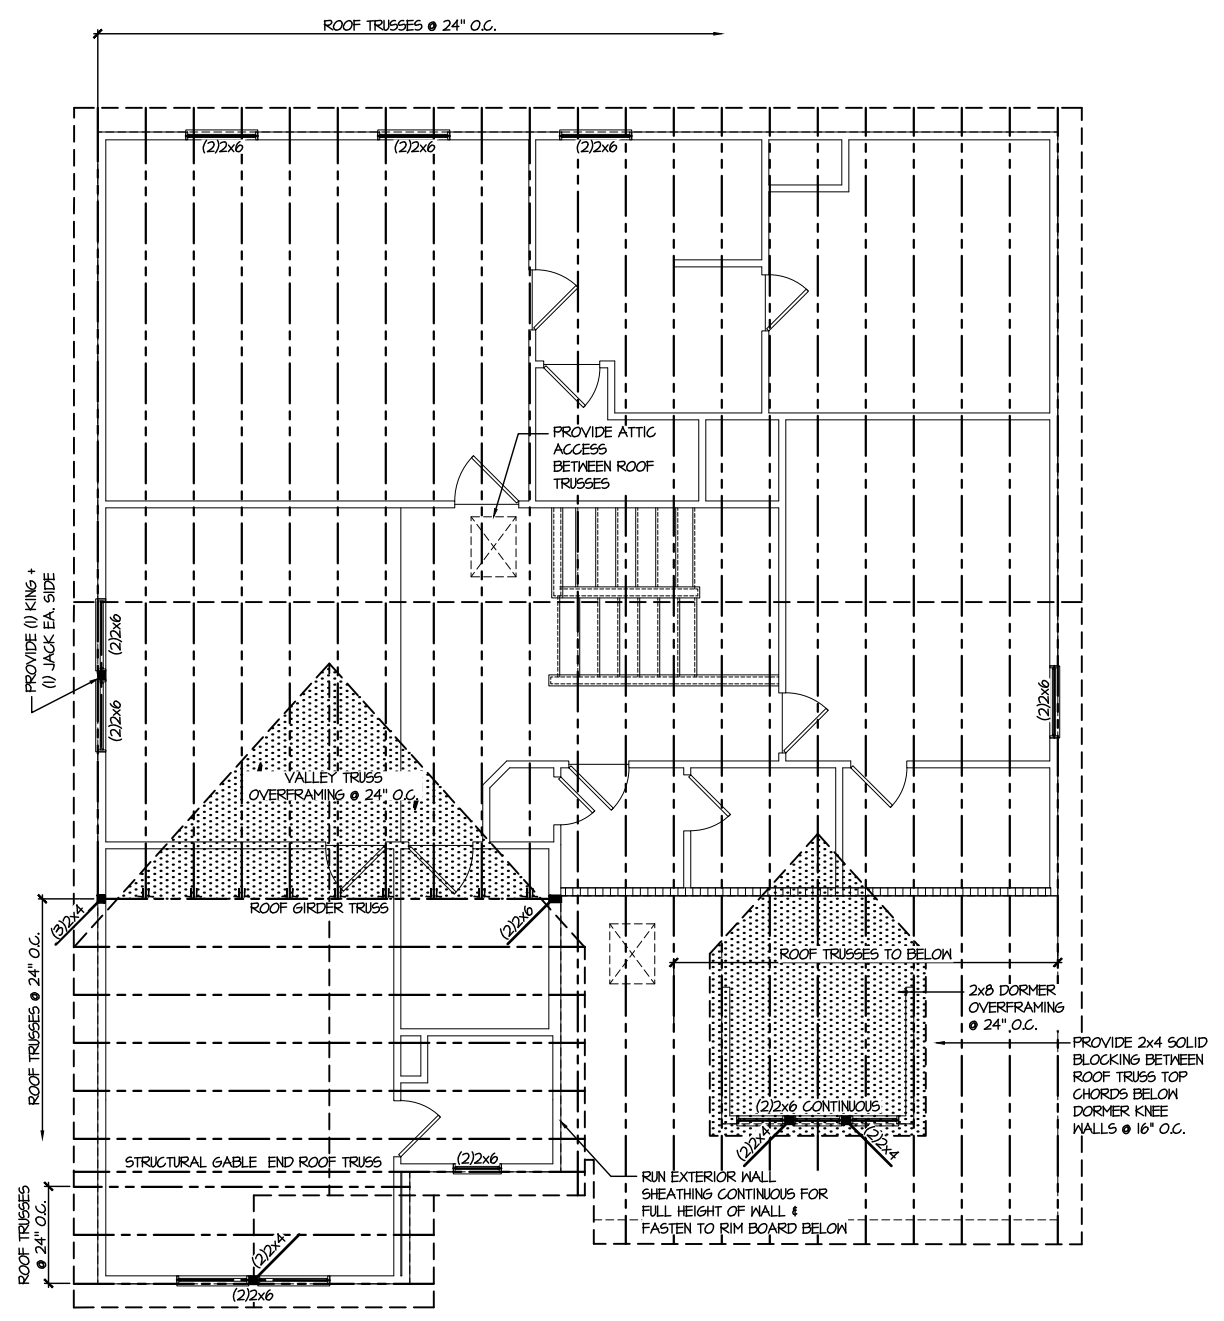 ROOF TRUSSES @ 24" O.C.
(2)2x6
(2)2x6
(2)2x6
PROVIDE ATTIC
ACCESS
BETWEEN ROOF
TRUSSES
PROVIDE (1) KING +
(1) JACK EA. SIDE
(2)2x6
(2)2x6
(2)2x6
VALLEY TRUSS
OVERFRAMING @ 24" O.C.
ROOF GIRDER TRUSS
(3)2x4
(2)2x6
ROOF TRUSSES @ 24" O.C.
ROOF TRUSSES TO BELOW
2x8 DORMER
OVERFRAMING
@ 24" O.C.
PROVIDE 2x4 SOLID
BLOCKING BETWEEN
ROOF TRUSS TOP
CHORDS BELOW
DORMER KNEE
WALLS @ 16" O.C.
(2)2x6 CONTINUOUS
(2)2x4
(2)2x4
STRUCTURAL GABLE END ROOF TRUSS
(2)2x6
RUN EXTERIOR WALL
SHEATHING CONTINUOUS FOR
FULL HEIGHT OF WALL &
FASTEN TO RIM BOARD BELOW
ROOF TRUSSES
@ 24" O.C.
(2)2x4
(2)2x6